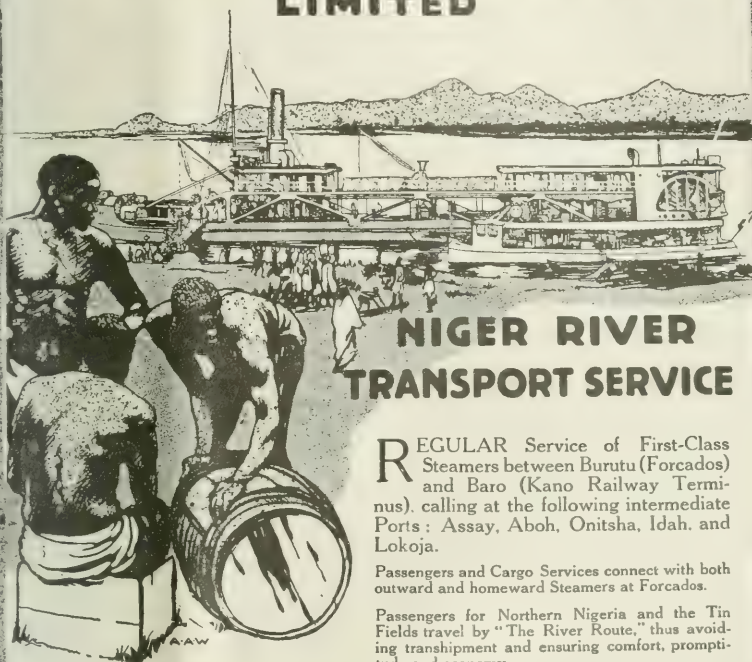 LIMITED
NIGER RIVER
TRANSPORT SERVICE
REGULAR Service of First-Class
Steamers between Burutu (Forcados)
and Baro (Kano Railway Termi-
nus). calling at the following intermediate
Ports : Assay, Aboh, Onitsha, Idah. and
Lokoja.
Passengers and Cargo Services connect with both
outward and homeward Steamers at Forcados.
Passengers for Northern Nigeria and the Tin
Fields travel by "The River Route," thus avoid-
ing transhipment and ensuring comfort, prompti-
A·AW